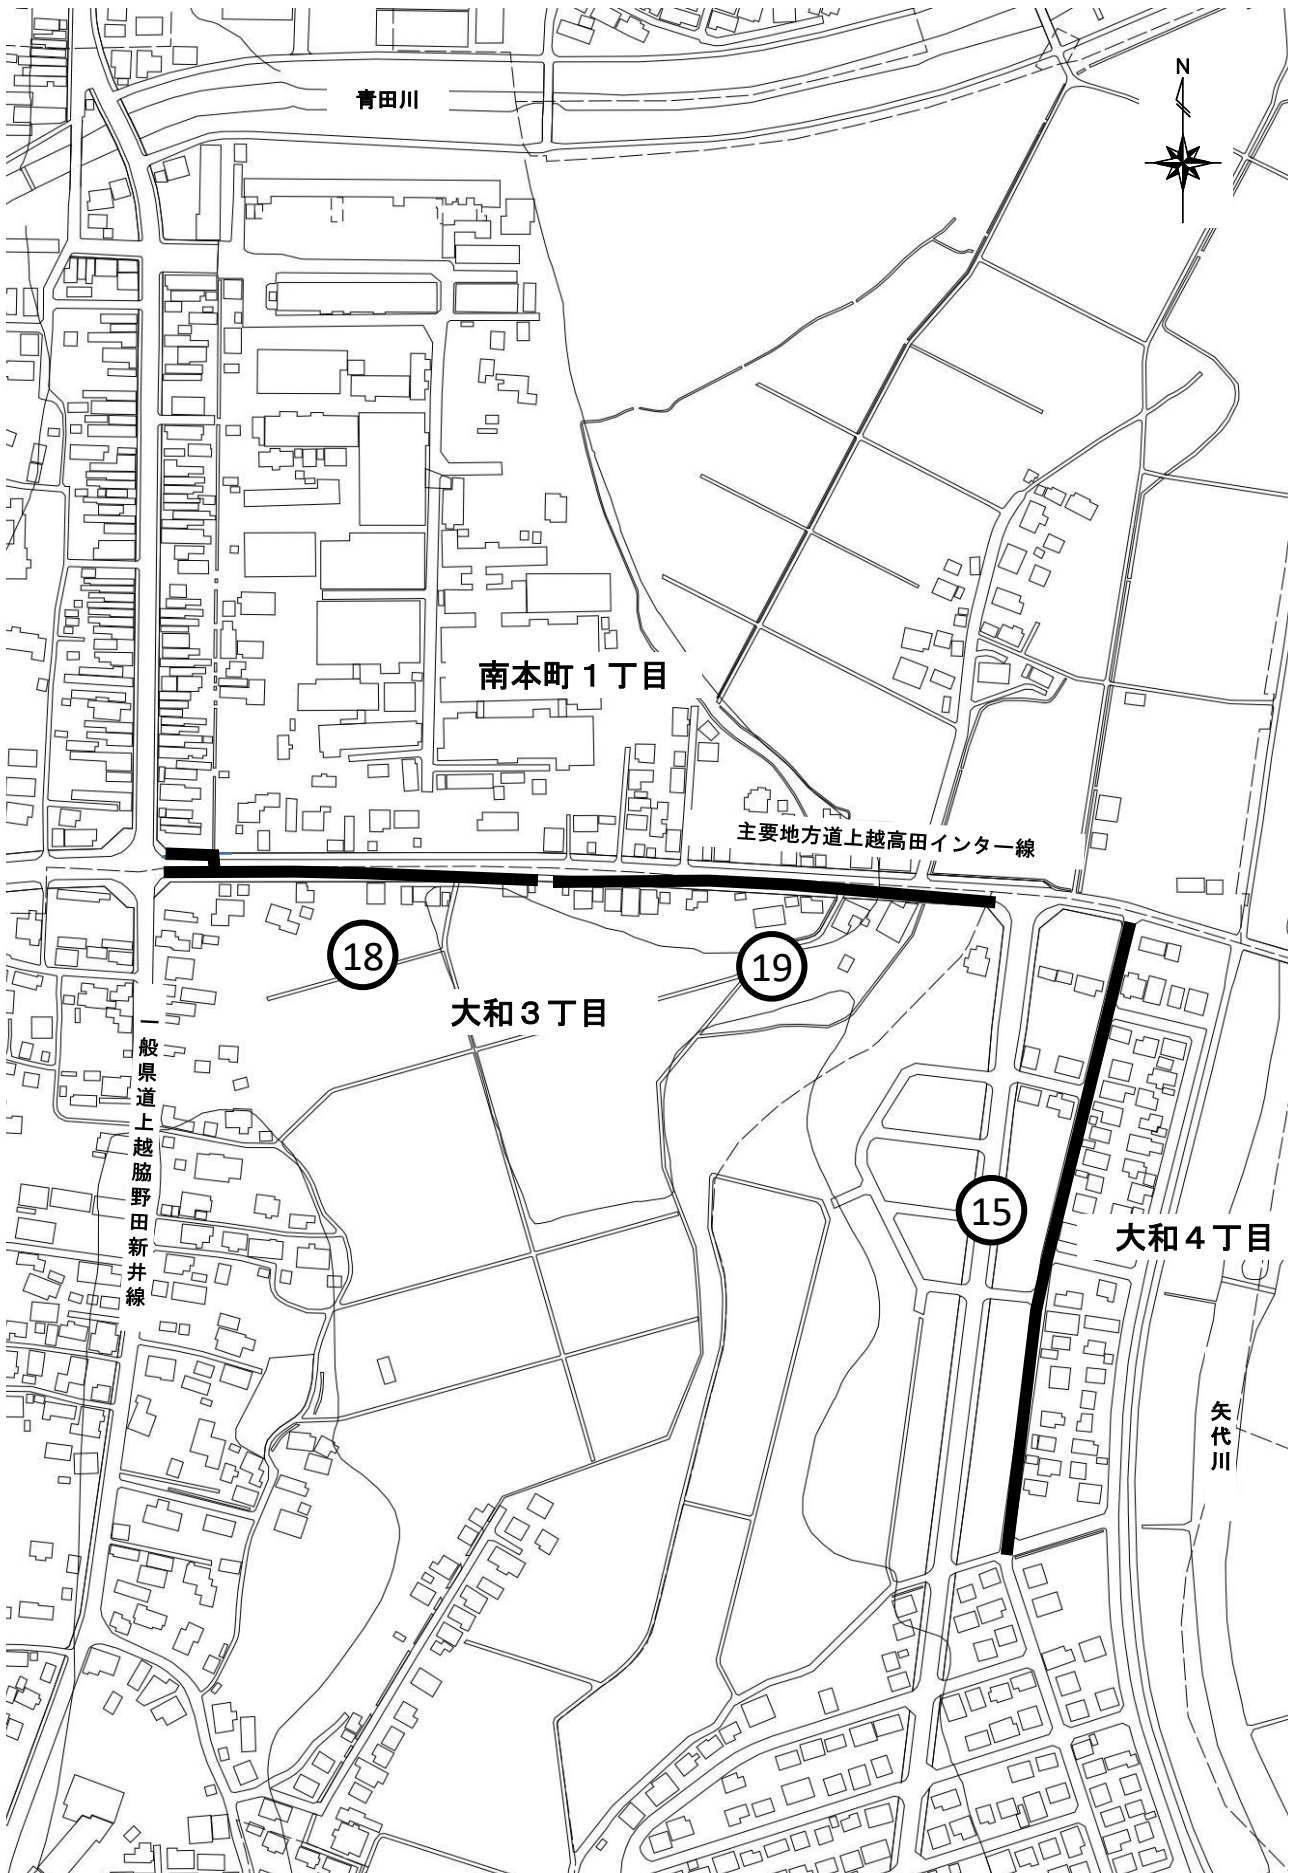 N
青田川
南本町１丁目
主要地方道上越高田インター線
18
19
大和３丁目
一般県道上越脇野田新井線
15
大和４丁目
矢代川